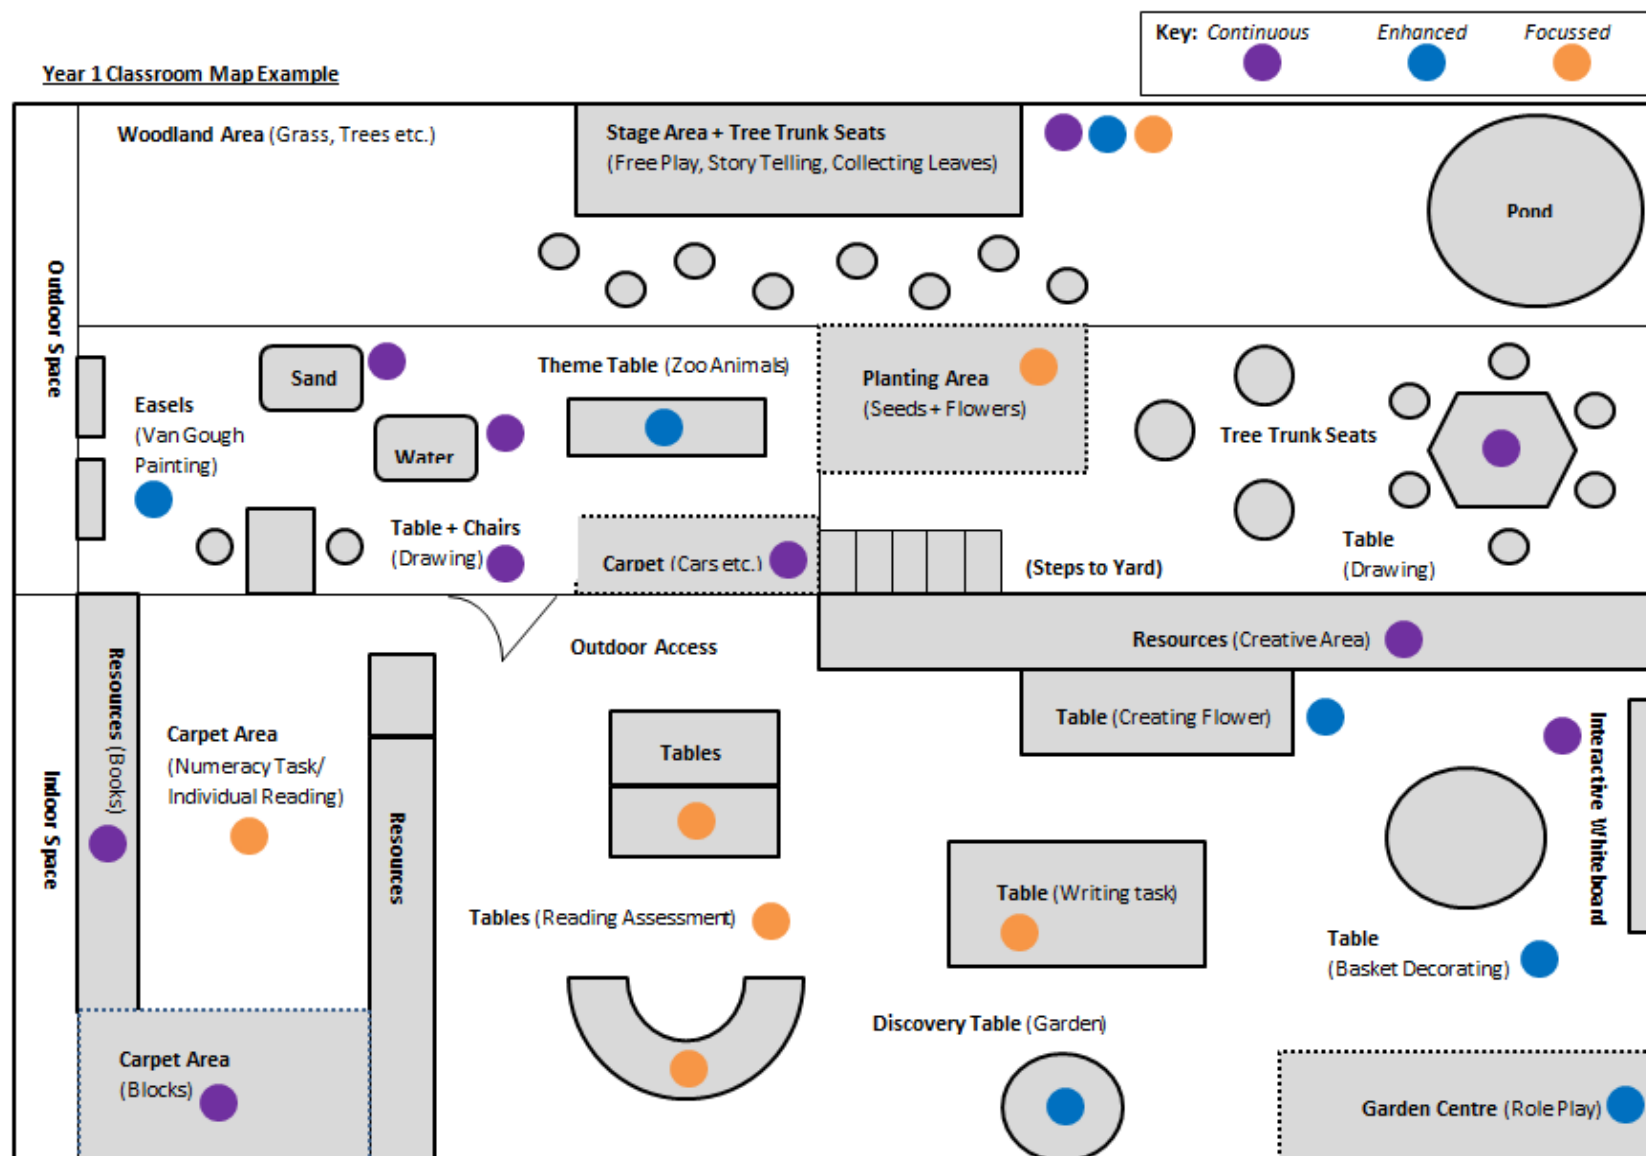 Key: Continuous Enhanced Focussed
Year 1 Classroom Map Example
Woodland Area (Grass, Trees etc.)
Stage Area + Tree Trunk Seats
(Free Play, Story Telling, Collecting Leaves)
Pond
Outdoor Space
Sand
Theme Table (Zoo Animals)
Planting Area
(Seeds + Flowers)
Easels
(Van Gough
Painting)
Water
Tree Trunk Seats
Table + Chairs
(Drawing)
Carpet (Cars etc.)
(Steps to Yard)
Table
(Drawing)
Indoor Space
Resources (Books)
Outdoor Access
Resources (Creative Area)
Carpet Area
(Numeracy Task/
Individual Reading)
Resources
Tables
Table (Creating Flower)
Interactive Whiteboard
Tables (Reading Assessment)
Table (Writing task)
Table
(Basket Decorating)
Discovery Table (Garden)
Carpet Area
(Blocks)
Garden Centre (Role Play)